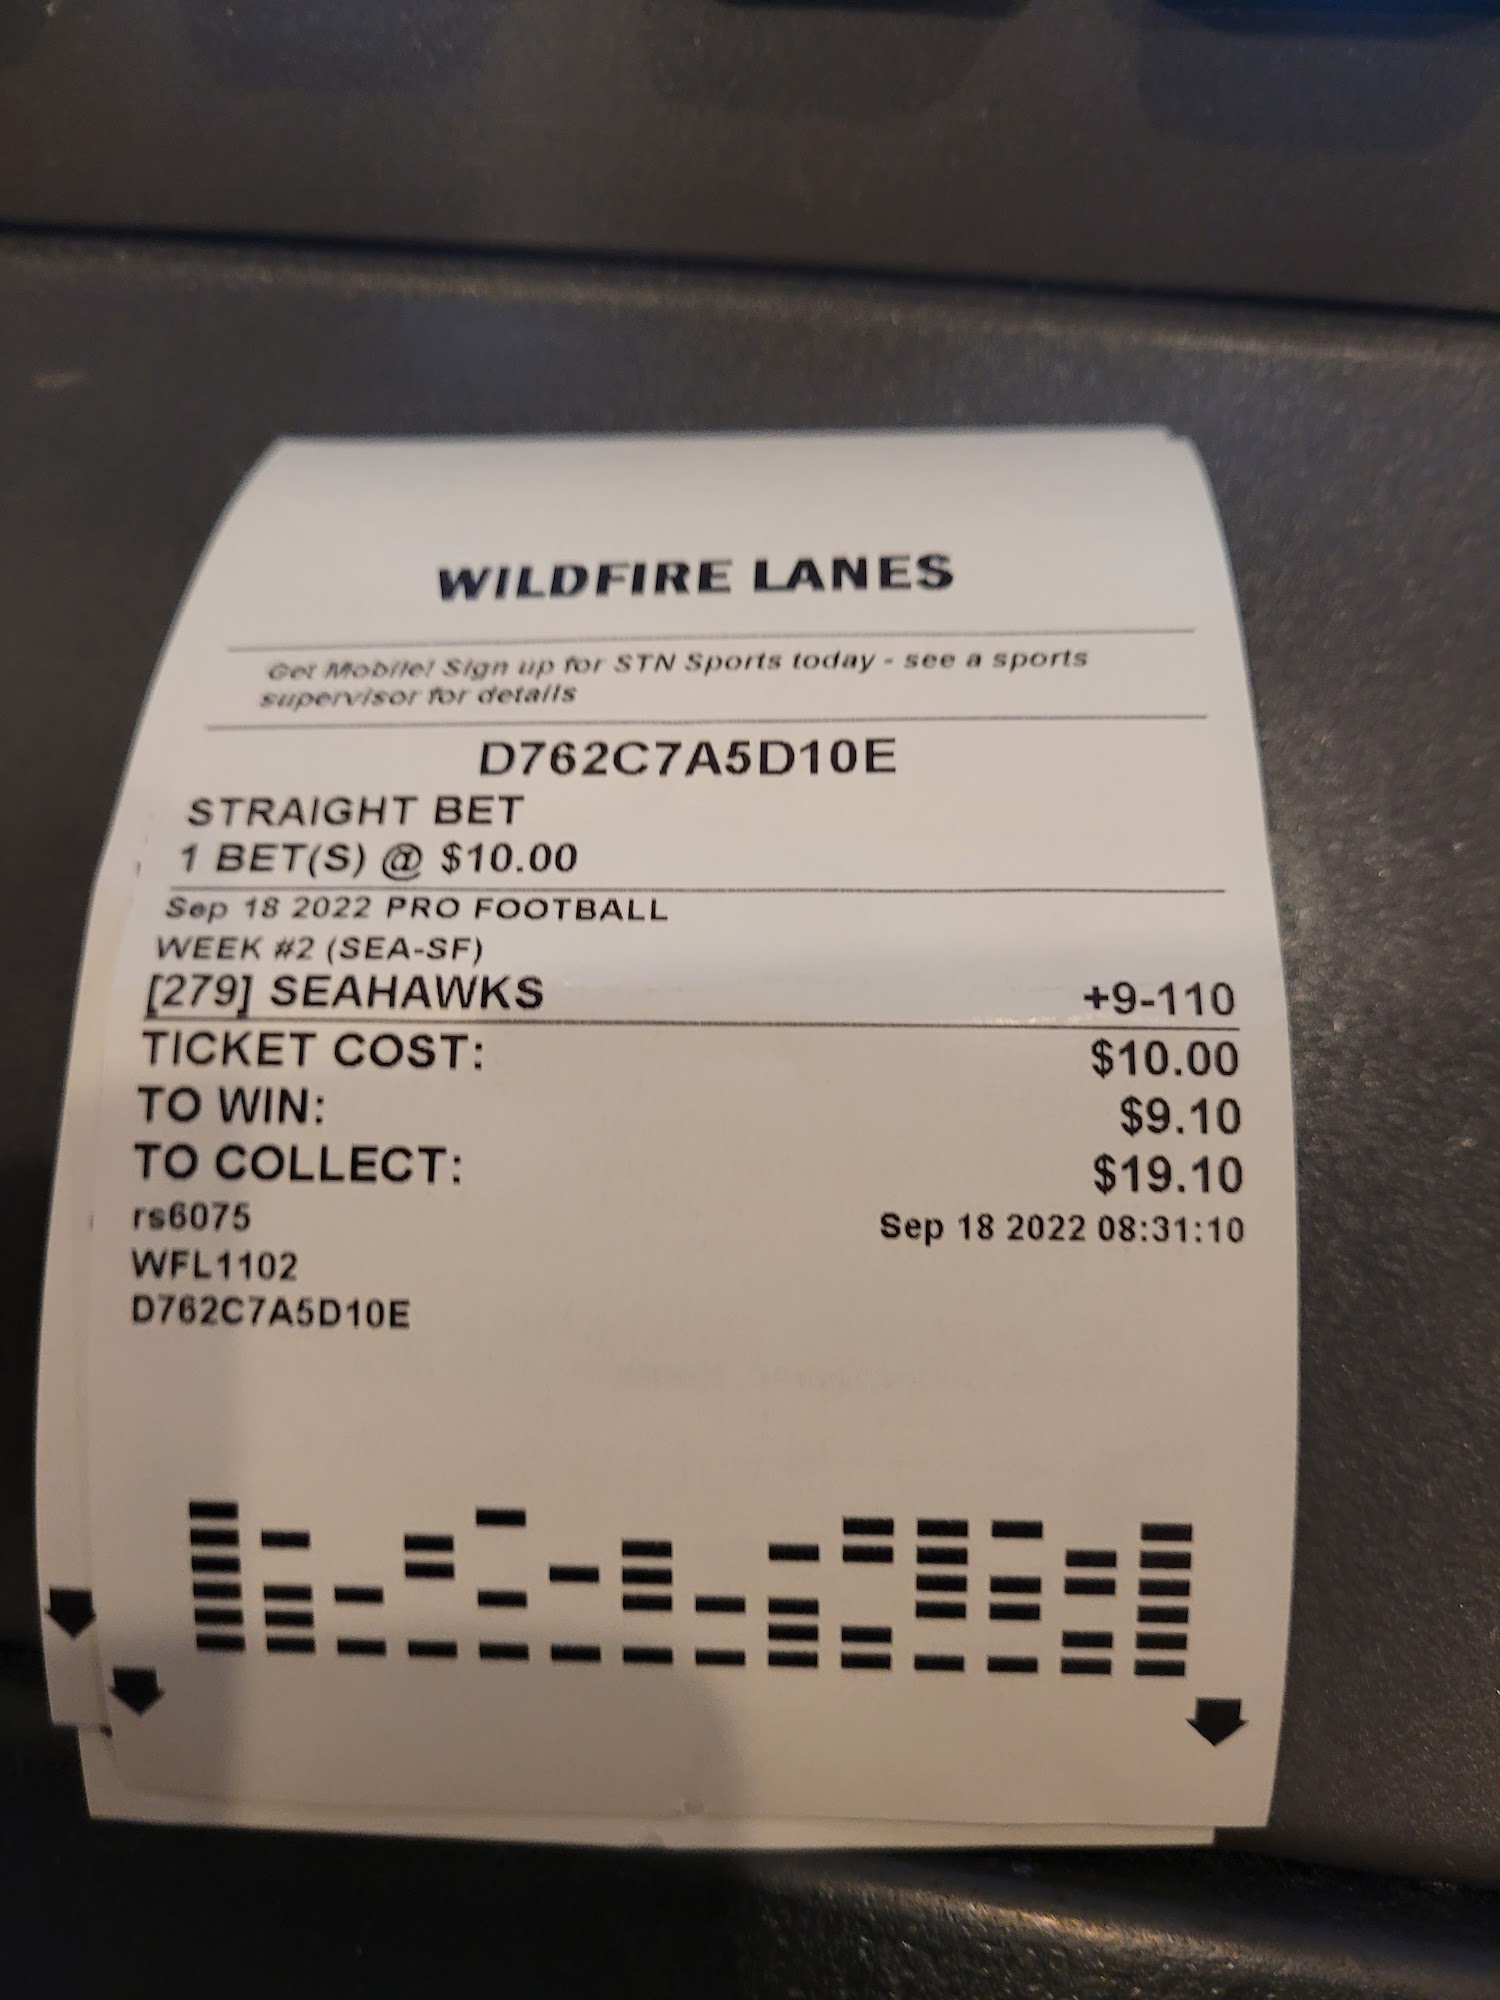 WILDFIRE LANES
Get Mobile! Sign up for STN Sports today - see a sports
supervisor for details
D762C7A5D10E
STRAIGHT BET
1 BET(S) @ $10.00
Sep 18 2022 PRO FOOTBALL
WEEK #2 (SEA-SF)
[279] SEAHAWKS +9-110
TICKET COST: $10.00
TO WIN: $9.10
TO COLLECT: $19.10
rs6075 Sep 18 2022 08:31:10
WFL1102
D762C7A5D10E